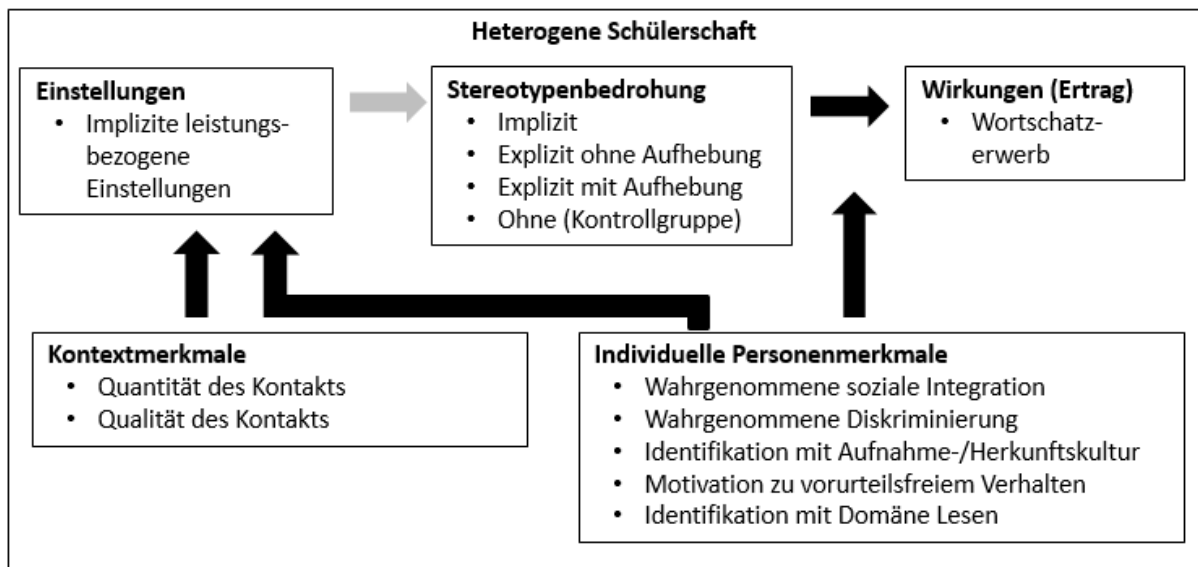 Heterogene Schülerschaft
Einstellungen
• Implizite leistungs-
bezogene
Einstellungen
Stereotypenbedrohung
• Implizit
• Explizit ohne Aufhebung
• Explizit mit Aufhebung
• Ohne (Kontrollgruppe)
Wirkungen (Ertrag)
• Wortschatz-
erwerb
Kontextmerkmale
• Quantität des Kontakts
• Qualität des Kontakts
Individuelle Personenmerkmale
• Wahrgenommene soziale Integration
• Wahrgenommene Diskriminierung
• Identifikation mit Aufnahme-/Herkunftskultur
• Motivation zu vorurteilsfreiem Verhalten
• Identifikation mit Domäne Lesen